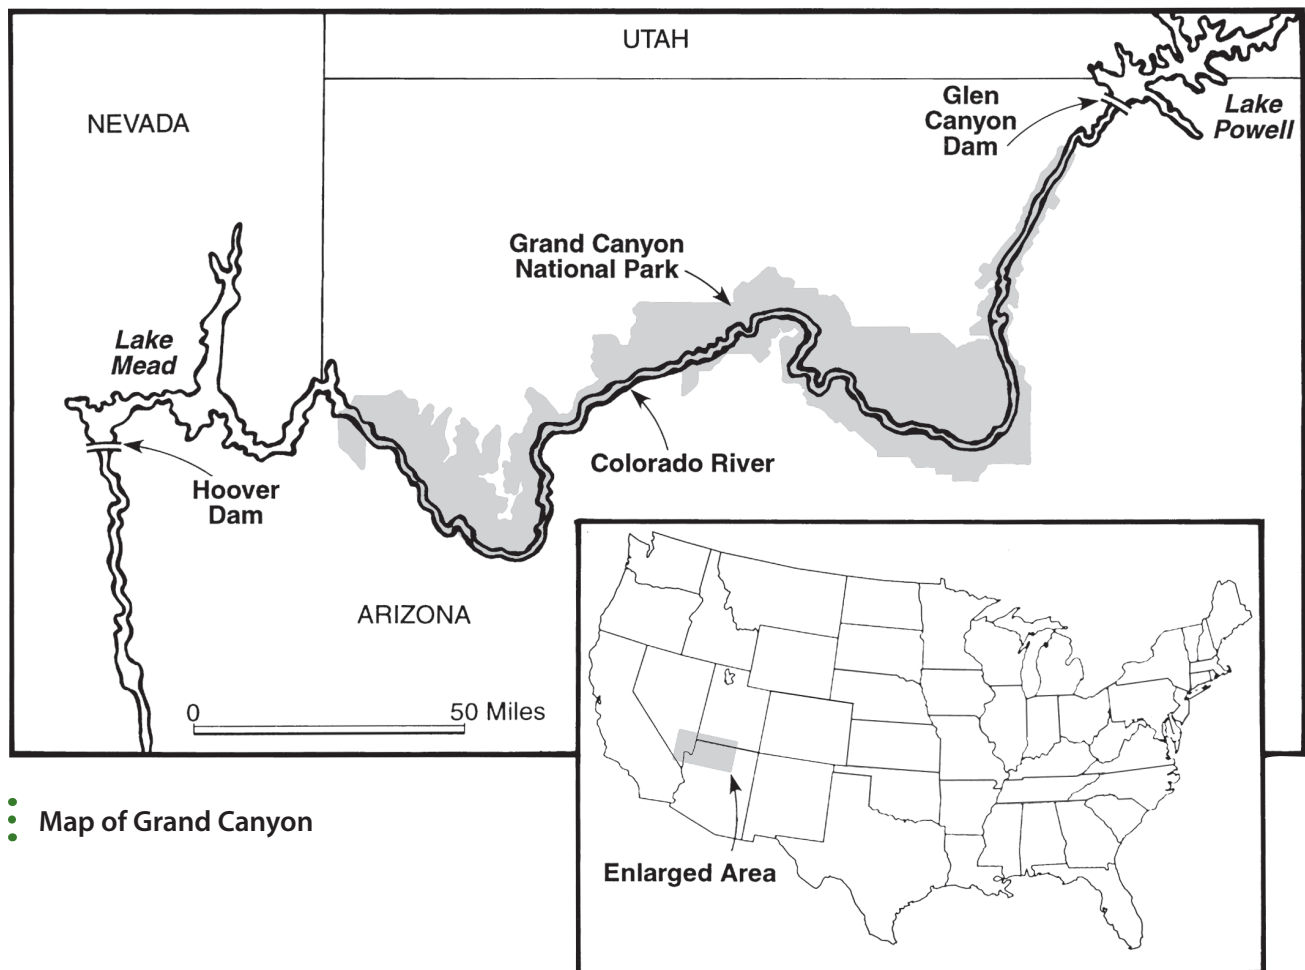 UTAH
NEVADA
Glen
Canyon
Dam
Lake
Powell
Grand Canyon
National Park
Lake
Mead
Colorado River
Hoover
Dam
ARIZONA
0 50 Miles
Enlarged Area
Map of Grand Canyon